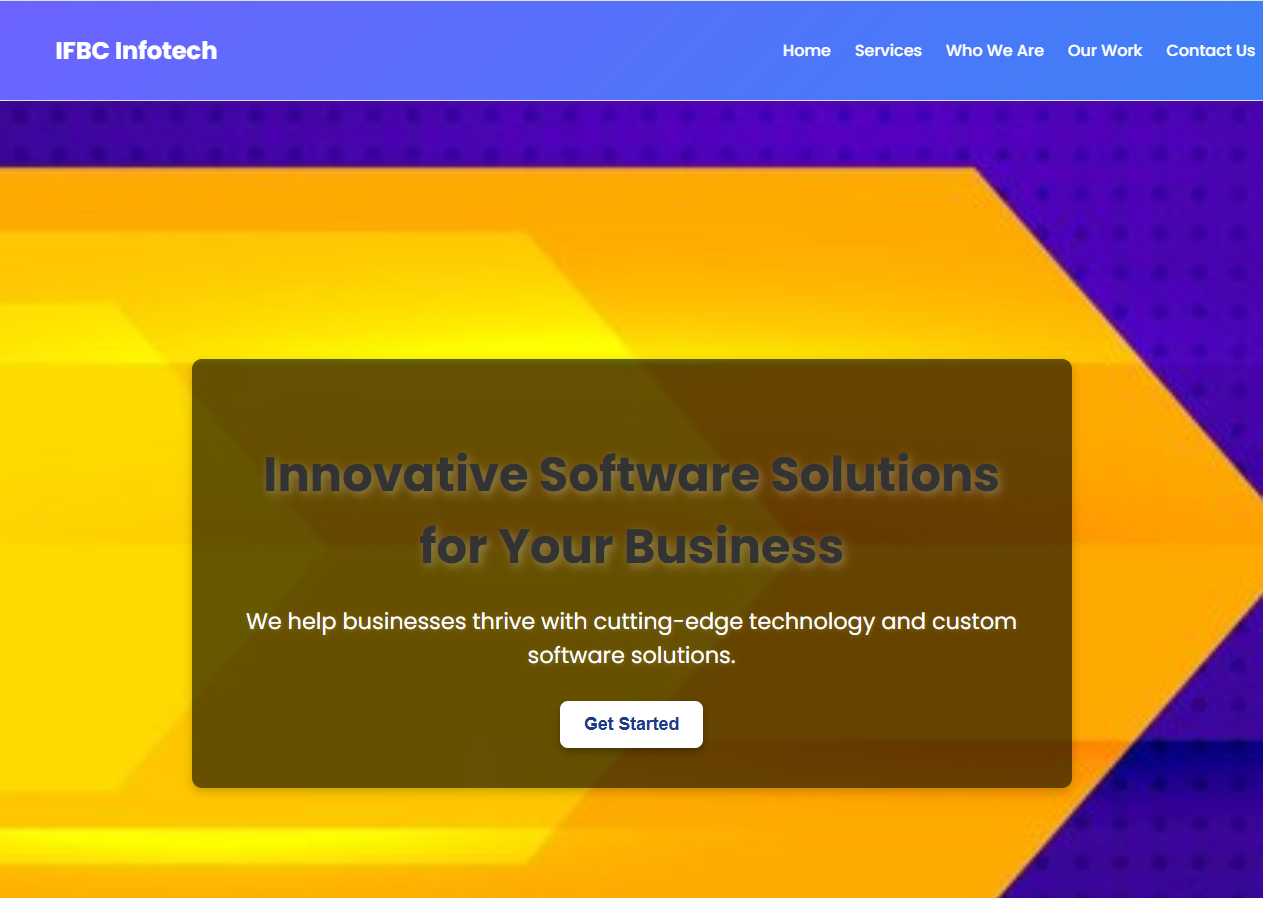 IFBC Infotech
Home Services Who We Are Our Work Contact Us
Innovative Software Solutions
for Your Business
We help businesses thrive with cutting-edge technology and custom
software solutions.
Get Started